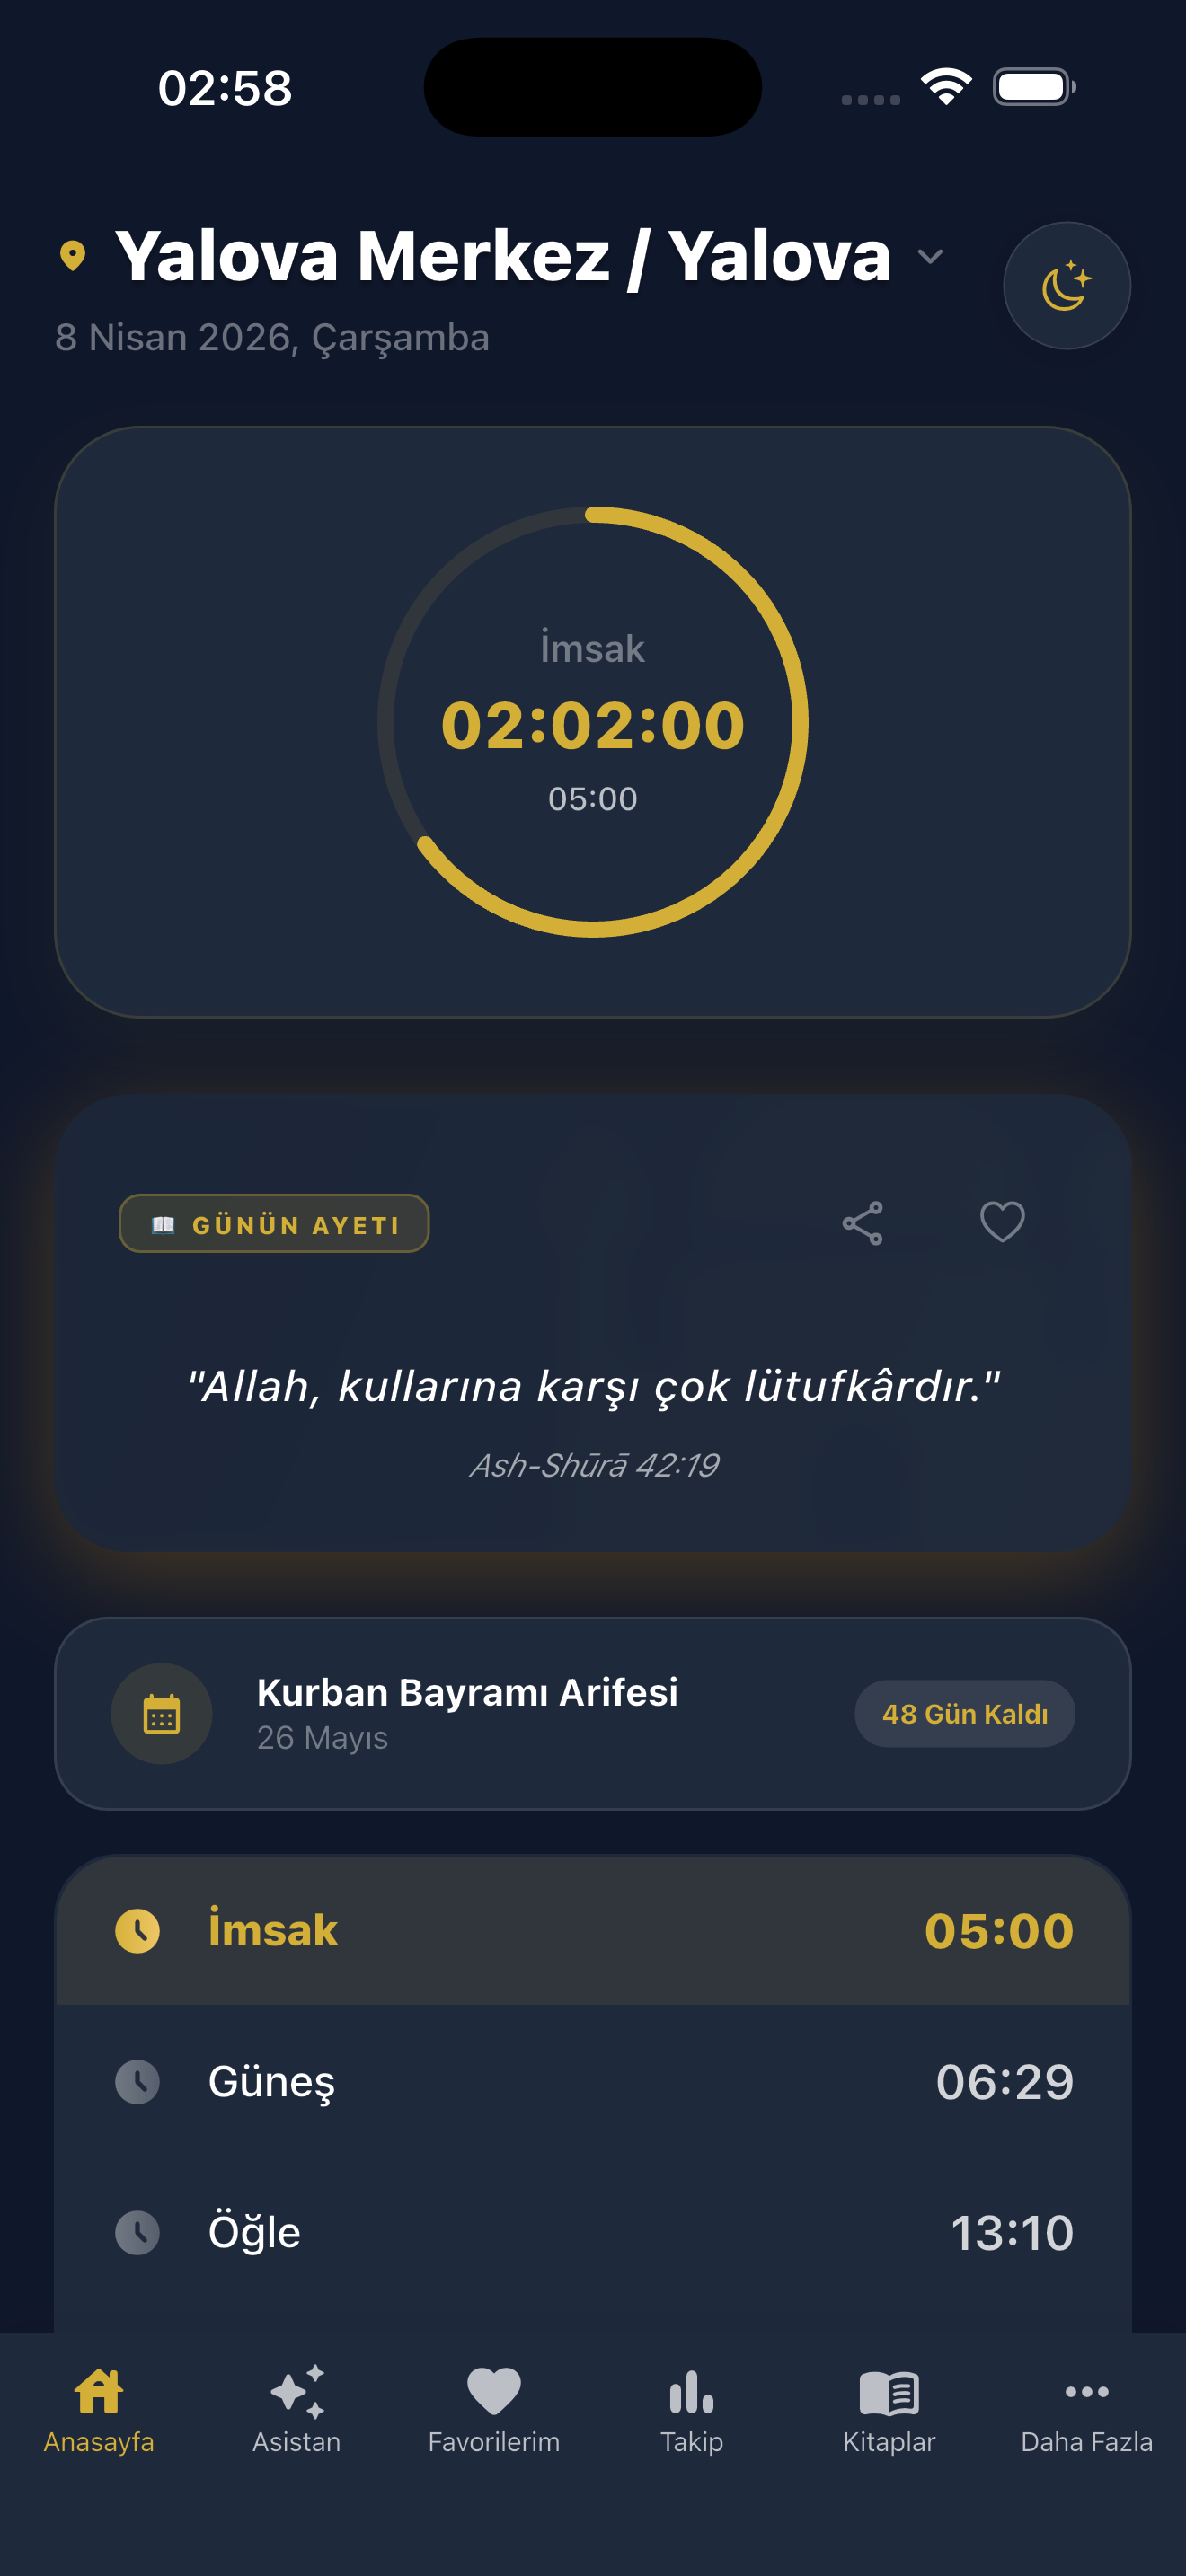 02:58
Yalova Merkez / Yalova
8 Nisan 2026, Çarşamba
İmsak
02:02:00
05:00
GÜNÜN AYETI
"Allah, kullarına karşı çok lütufkârdır."
Ash-Shūrā 42:19
Kurban Bayramı Arifesi
26 Mayıs
48 Gün Kaldı
İmsak 05:00
Güneş 06:29
Öğle 13:10
Anasayfa Asistan Favorilerim Takip Kitaplar Daha Fazla